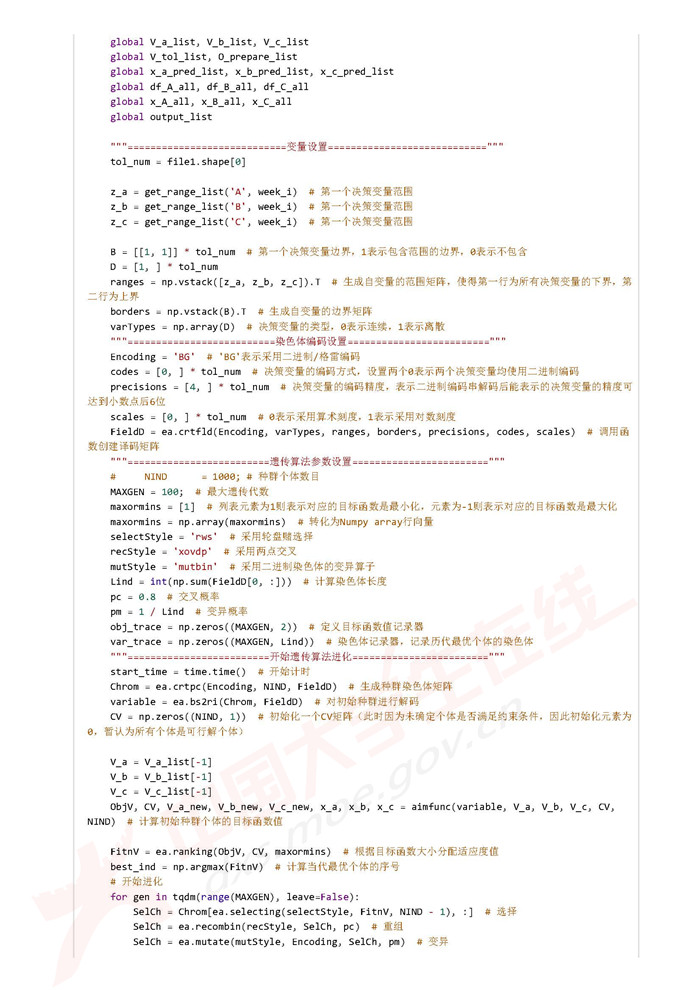 global V_a_list, V_b_list, V_c_list
global V_tol_list, O_prepare_list
global x_a_pred_list, x_b_pred_list, x_c_pred_list
global df_A_all, df_B_all, df_C_all
global x_A_all, x_B_all, x_C_all
global output_list
"""============================变量设置============================"""
tol_num = file1.shape[0]
z_a = get_range_list('A', week_i)  # 第一个决策变量范围
z_b = get_range_list('B', week_i)  # 第一个决策变量范围
z_c = get_range_list('C', week_i)  # 第一个决策变量范围
B = [[1, 1]] * tol_num  # 第一个决策变量边界，1表示包含范围的边界，0表示不包含
D = [1, ] * tol_num
ranges = np.vstack([z_a, z_b, z_c]).T  # 生成自变量的范围矩阵，使得第一行为所有决策变量的下界，第
二行为上界
borders = np.vstack(B).T  # 生成自变量的边界矩阵
varTypes = np.array(D)  # 决策变量的类型，0表示连续，1表示离散
"""==========================染色体编码设置========================="""
Encoding = 'BG'  # 'BG'表示采用二进制/格雷编码
codes = [0, ] * tol_num  # 决策变量的编码方式，设置两个0表示两个决策变量均使用二进制编码
precisions = [4, ] * tol_num  # 决策变量的编码精度，表示二进制编码串解码后能表示的决策变量的精度可
达到小数点后6位
scales = [0, ] * tol_num  # 0表示采用算术刻度，1表示采用对数刻度
FieldD = ea.crtfld(Encoding, varTypes, ranges, borders, precisions, codes, scales)  # 调用函
数创建译码矩阵
"""=========================遗传算法参数设置========================"""
#     NIND      = 1000; # 种群个体数目
MAXGEN = 100;  # 最大遗传代数
maxormins = [1]  # 列表元素为1则表示对应的目标函数是最小化，元素为-1则表示对应的目标函数是最大化
maxormins = np.array(maxormins)  # 转化为Numpy array行向量
selectStyle = 'rws'  # 采用轮盘赌选择
recStyle = 'xovdp'  # 采用两点交叉
mutStyle = 'mutbin'  # 采用二进制染色体的变异算子
Lind = int(np.sum(FieldD[0, :]))  # 计算染色体长度
pc = 0.8  # 交叉概率
pm = 1 / Lind  # 变异概率
obj_trace = np.zeros((MAXGEN, 2))  # 定义目标函数值记录器
var_trace = np.zeros((MAXGEN, Lind))  # 染色体记录器，记录历代最优个体的染色体
"""=========================开始遗传算法进化========================"""
start_time = time.time()  # 开始计时
Chrom = ea.crtpc(Encoding, NIND, FieldD)  # 生成种群染色体矩阵
variable = ea.bs2ri(Chrom, FieldD)  # 对初始种群进行解码
CV = np.zeros((NIND, 1))  # 初始化一个CV矩阵（此时因为未确定个体是否满足约束条件，因此初始化元素为
0，暂认为所有个体是可行解个体）
V_a = V_a_list[-1]
V_b = V_b_list[-1]
V_c = V_c_list[-1]
ObjV, CV, V_a_new, V_b_new, V_c_new, x_a, x_b, x_c = aimfunc(variable, V_a, V_b, V_c, CV,
NIND)  # 计算初始种群个体的目标函数值
FitnV = ea.ranking(ObjV, CV, maxormins)  # 根据目标函数大小分配适应度值
best_ind = np.argmax(FitnV)  # 计算当代最优个体的序号
# 开始进化
for gen in tqdm(range(MAXGEN), leave=False):
SelCh = Chrom[ea.selecting(selectStyle, FitnV, NIND - 1), :]  # 选择
SelCh = ea.recombin(recStyle, SelCh, pc)  # 重组
SelCh = ea.mutate(mutStyle, Encoding, SelCh, pm)  # 变异